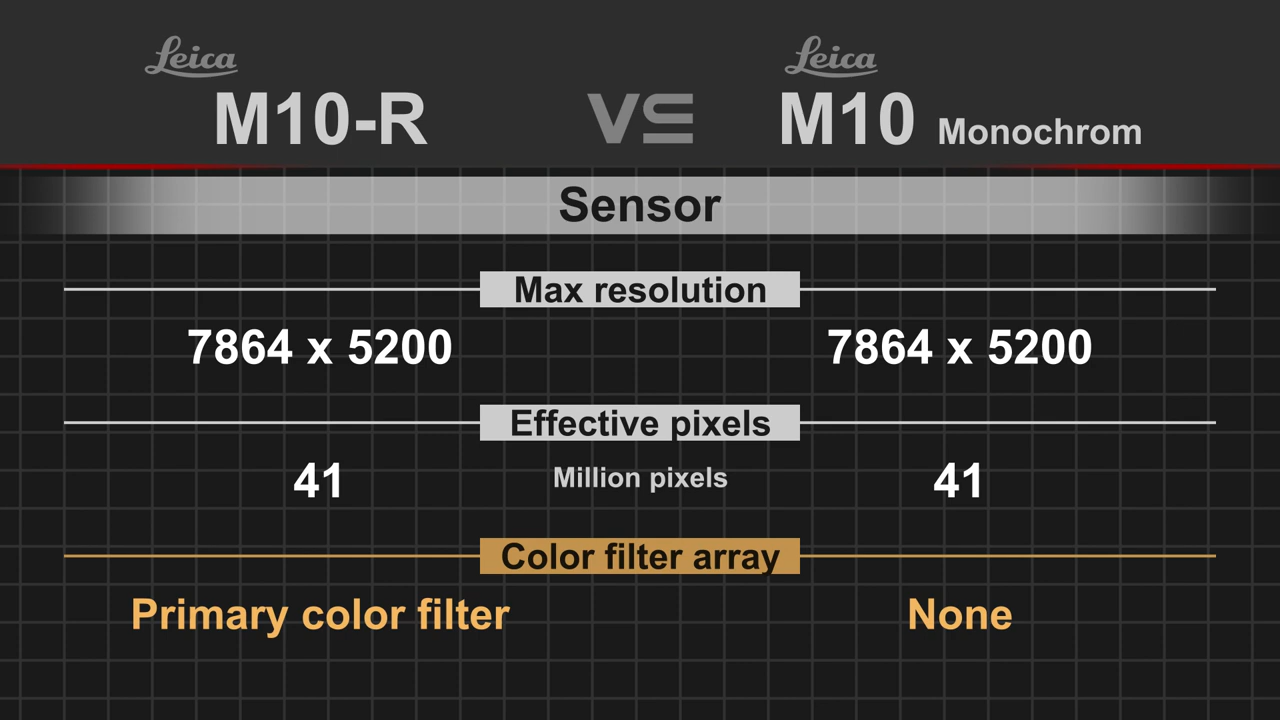 Leica Leica
M10-R VS M10 Monochrom
Sensor
Max resolution
7864 x 5200 7864 x 5200
Effective pixels
41 Million pixels 41
Color filter array
Primary color filter None